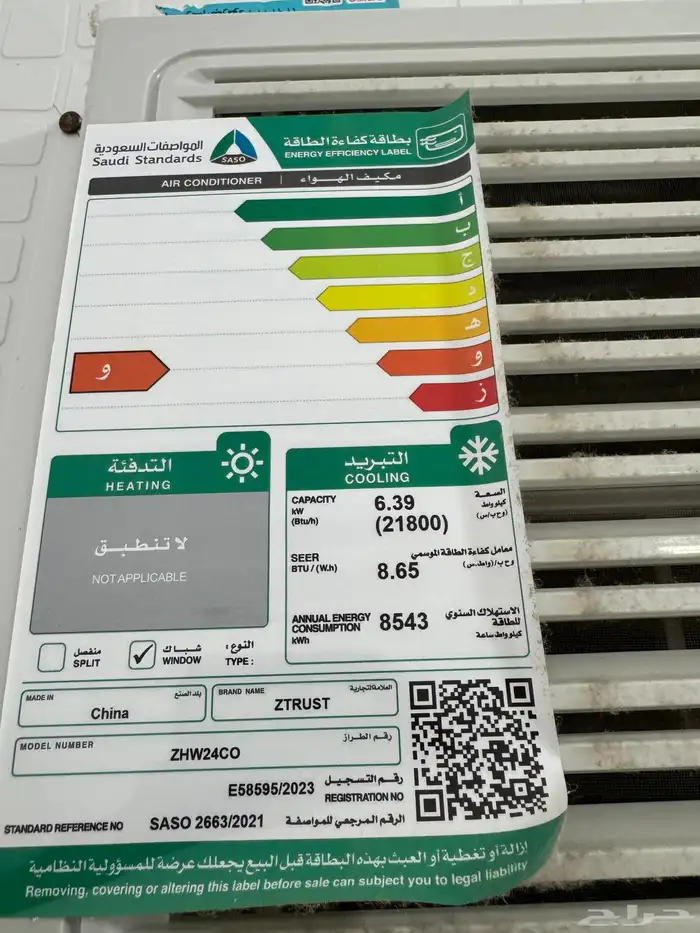 المواصفات السعودية
Saudi Standards
SASO
بطاقة كفاءة الطاقة
ENERGY EFFICIENCY LABEL
AIR CONDITIONER | مكيف الهواء
أ
ب
ج
د
هـ
و
و
ز
التدفئة
HEATING
لا تنطبق
NOT APPLICABLE
التبريد
COOLING
CAPACITY 6.39 السعة
kW كيلو واط
(Btu/h) (21800) (و ح ب/س)
SEER معامل كفاءة الطاقة الموسمي
BTU / (W.h) 8.65 و ح ب/(واط.س)
ANNUAL ENERGY CONSUMPTION 8543 الاستهلاك السنوي للطاقة
kWh كيلو واط ساعة
منفصل
SPLIT
شباك
WINDOW
النوع:
TYPE :
MADE IN بلد الصنع
China
BRAND NAME العلامة التجارية
ZTRUST
MODEL NUMBER رقم الطراز
ZHW24CO
E58595/2023 رقم التسجيل
REGISTRATION NO
STANDARD REFERENCE NO SASO 2663/2021 الرقم المرجعي للمواصفة
إزالة أو تغطية أو العبث بهذه البطاقة قبل البيع يجعلك عرضة للمسؤولية النظامية
Removing, covering or altering this label before sale can subject you to legal liability
حراج